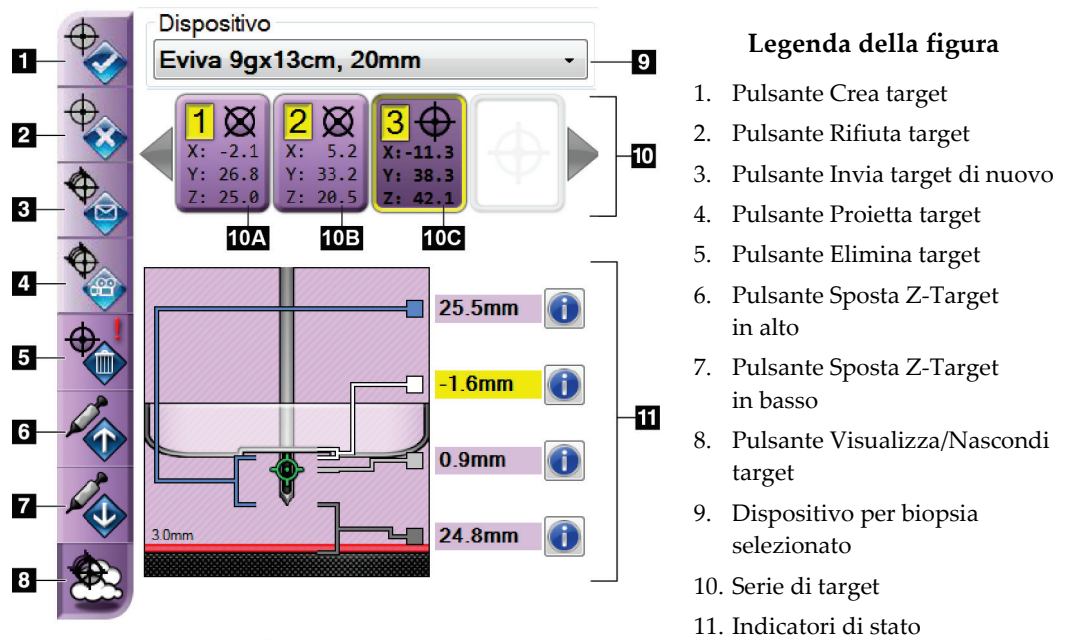 Dispositivo
Eviva 9gx13cm, 20mm
1
2
3
4
5
6
7
8
9
10
1
X: -2.1
Y: 26.8
Z: 25.0
2
X: 5.2
Y: 33.2
Z: 20.5
3
X:-11.3
Y: 38.3
Z: 42.1
10A
10B
10C
25.5mm
-1.6mm
0.9mm
24.8mm
3.0mm
11
Legenda della figura
1. Pulsante Crea target
2. Pulsante Rifiuta target
3. Pulsante Invia target di nuovo
4. Pulsante Proietta target
5. Pulsante Elimina target
6. Pulsante Sposta Z-Target
in alto
7. Pulsante Sposta Z-Target
in basso
8. Pulsante Visualizza/Nascondi
target
9. Dispositivo per biopsia
selezionato
10. Serie di target
11. Indicatori di stato